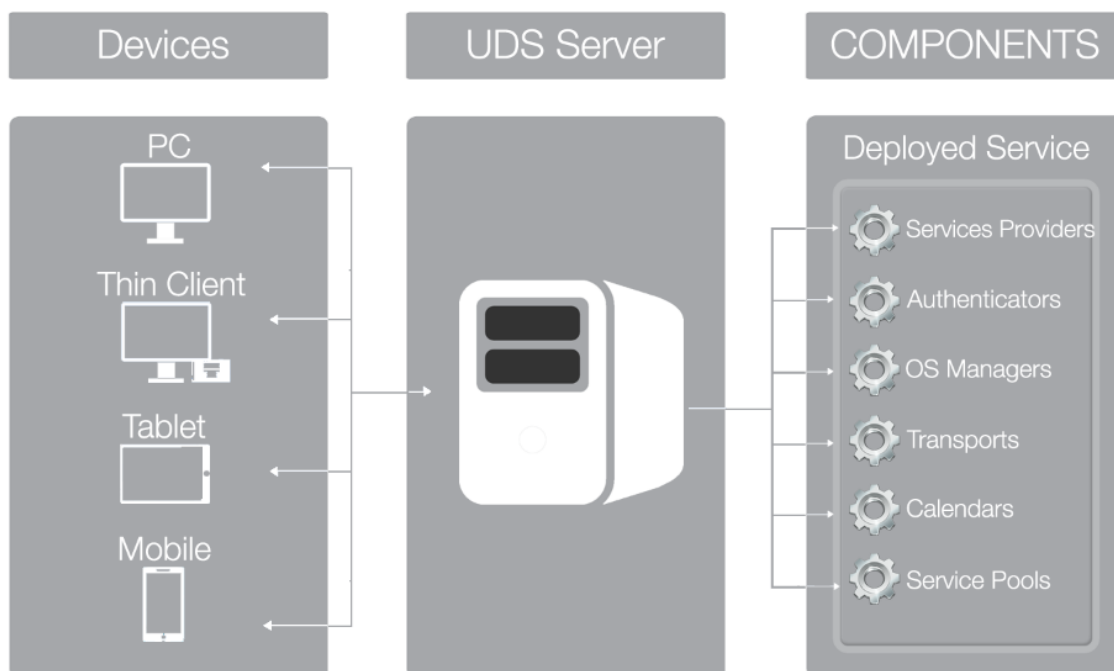 Devices
UDS Server
COMPONENTS
PC
Thin Client
Tablet
Mobile
Deployed Service
Services Providers
Authenticators
OS Managers
Transports
Calendars
Service Pools